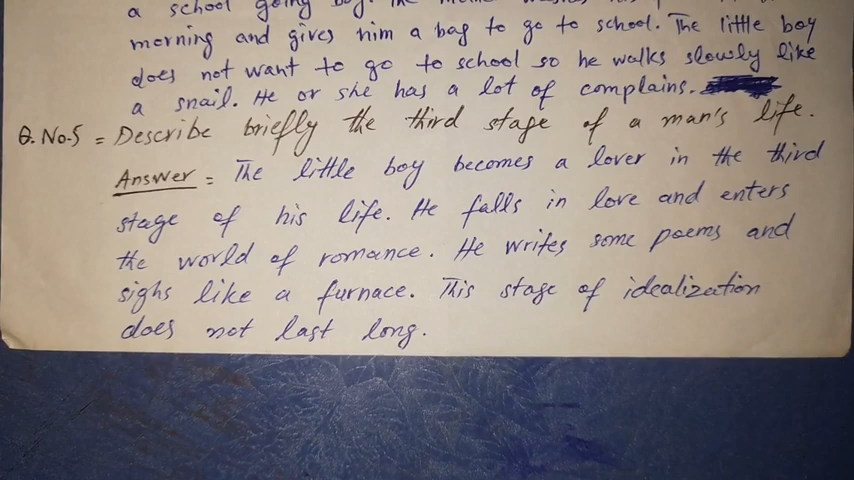 a school going boy. The
morning and gives him a bag to go to school. The little boy
does not want to go to school so he walks slowly like
a snail. He or she has a lot of complains.
Q.No.5 = Describe briefly the third stage of a man's life.
Answer = The little boy becomes a lover in the third
stage of his life. He falls in love and enters
the world of romance. He writes some poems and
sighs like a furnace. This stage of idealization
does not last long.